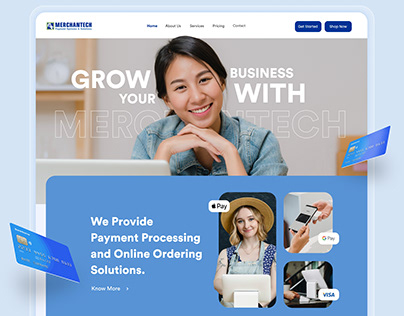 MERCHANTECH
Payment Systems & Solutions
Home
About Us
Services
Pricing
Contact
Get Started
Shop Now
GROW BUSINESS
YOUR WITH
MERCHANTECH
Pay
G Pay
VISA
We Provide
Payment Processing
and Online Ordering
Solutions.
Know More >